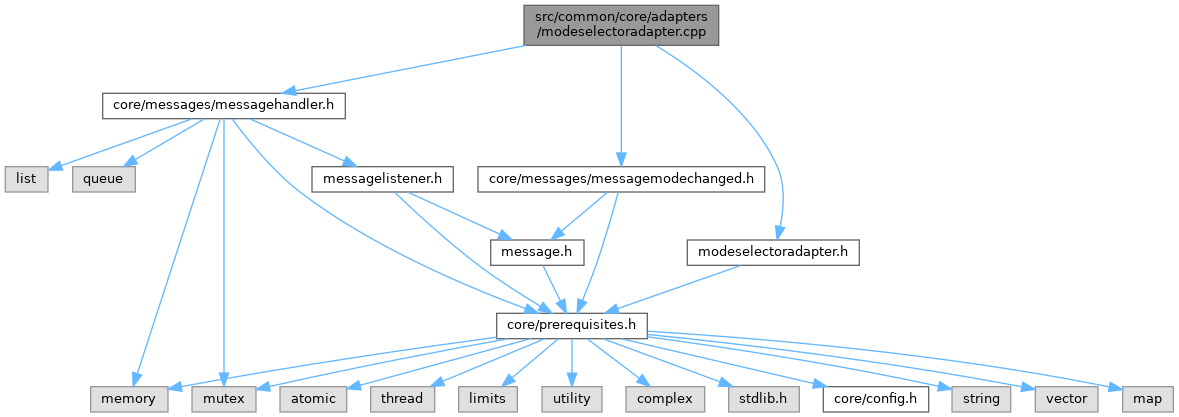 src/common/core/adapters
/modeselectoradapter.cpp
core/messages/messagehandler.h
list
queue
messagelistener.h
core/messages/messagemodechanged.h
message.h
modeselectoradapter.h
core/prerequisites.h
memory
mutex
atomic
thread
limits
utility
complex
stdlib.h
core/config.h
string
vector
map